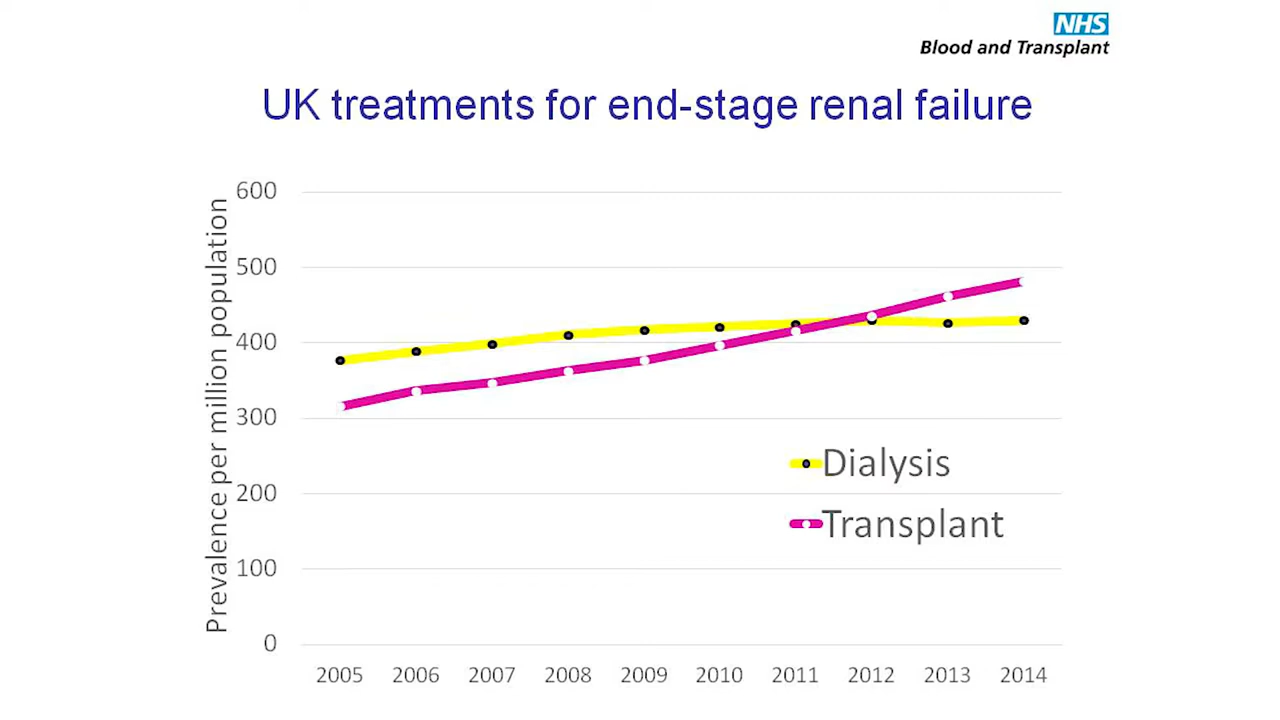 NHS
Blood and Transplant
UK treatments for end-stage renal failure
Prevalence per million population
600
500
400
300
200
100
0
Dialysis
Transplant
2005 2006 2007 2008 2009 2010 2011 2012 2013 2014